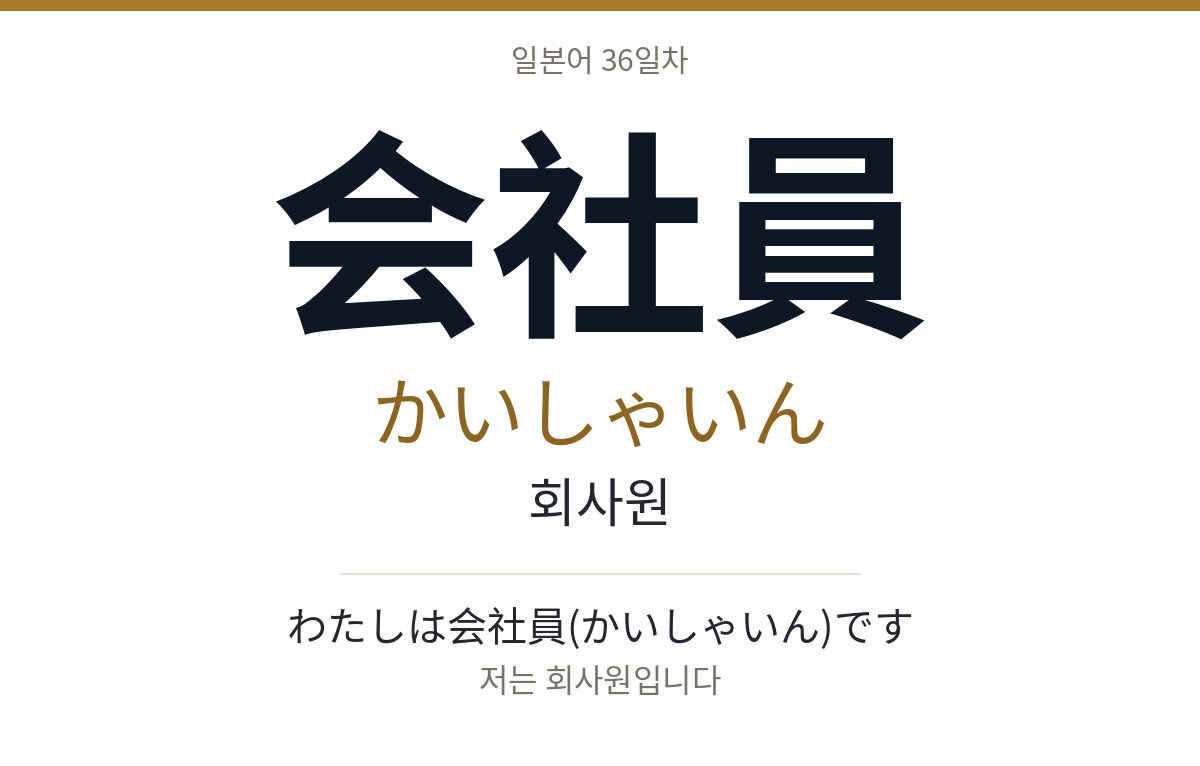 일본어 36일차
会社員
かいしゃいん
회사원
わたしは会社員(かいしゃいん)です
저는 회사원입니다